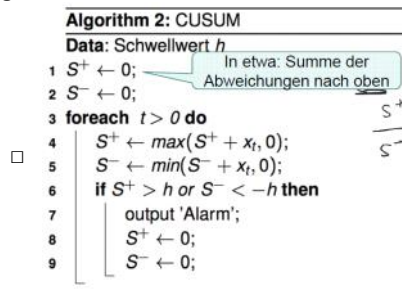 Algorithm 2: CUSUM
Data: Schwellwert h
1 S⁺ ← 0;
In etwa: Summe der
Abweichungen nach oben
2 S⁻ ← 0;
3 foreach t > 0 do
S⁺
4 S⁺ ← max(S⁺ + xₜ, 0);
S⁻
5 S⁻ ← min(S⁻ + xₜ, 0);
6 if S⁺ > h or S⁻ < −h then
7 output 'Alarm';
8 S⁺ ← 0;
9 S⁻ ← 0;